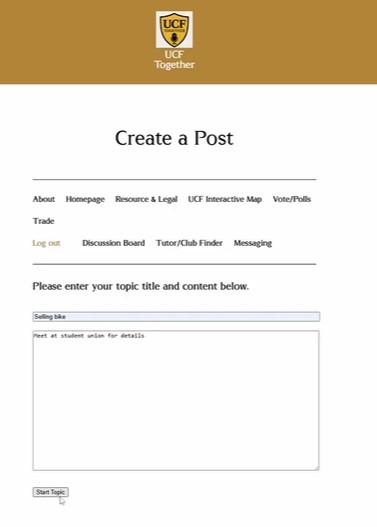 UCF
TOGETHER
UCF
Together
Create a Post
About Homepage Resource & Legal UCF Interactive Map Vote/Polls
Trade
Log out Discussion Board Tutor/Club Finder Messaging
Please enter your topic title and content below.
Selling bike
Meet at student union for details
Start Topic